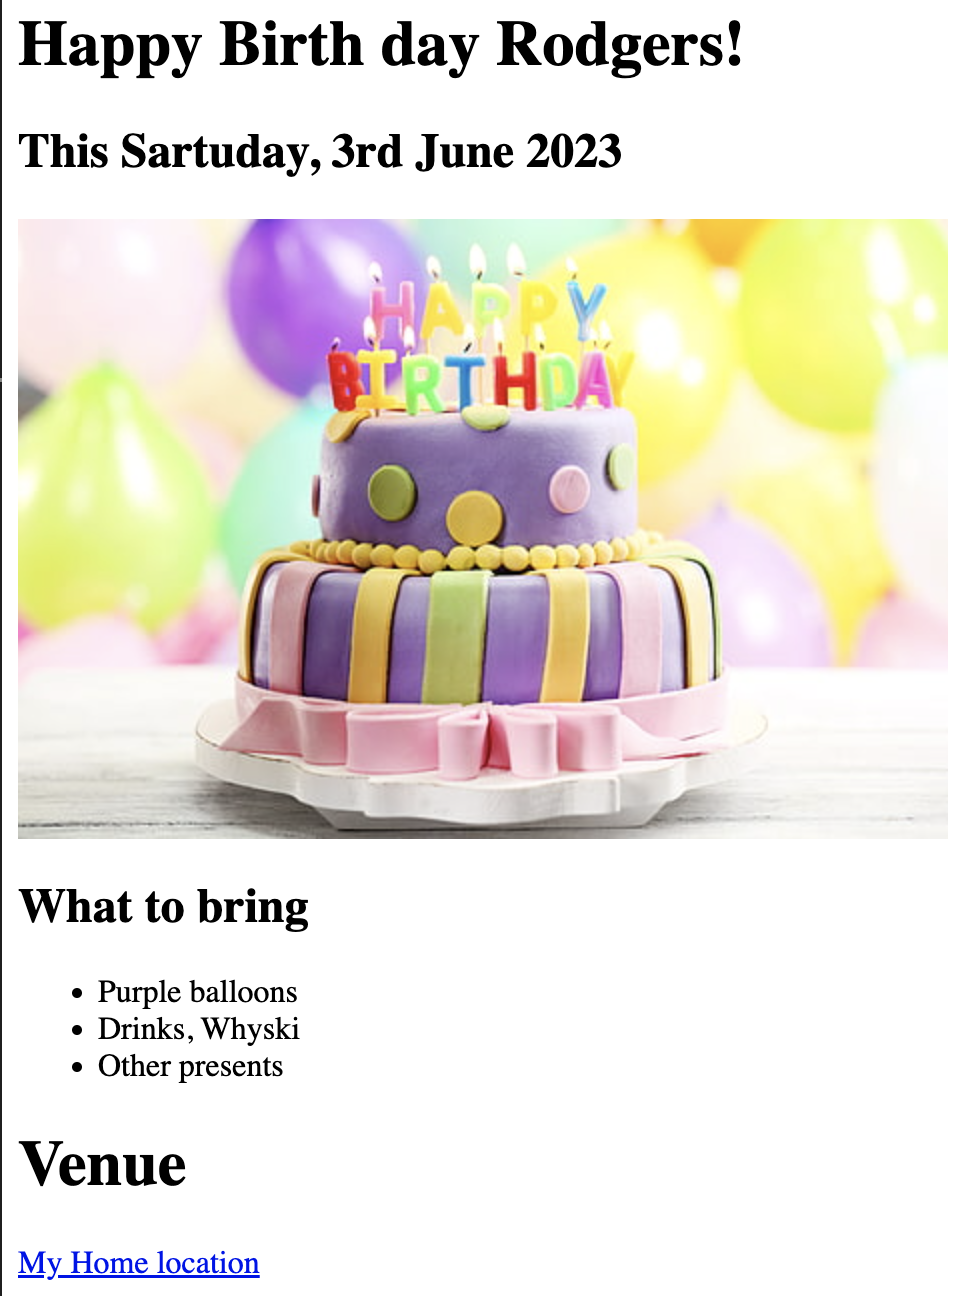 Happy Birth day Rodgers!
This Sartuday, 3rd June 2023
HAPPY
BIRTHDAY
What to bring
Purple balloons
Drinks, Whyski
Other presents
Venue
My Home location